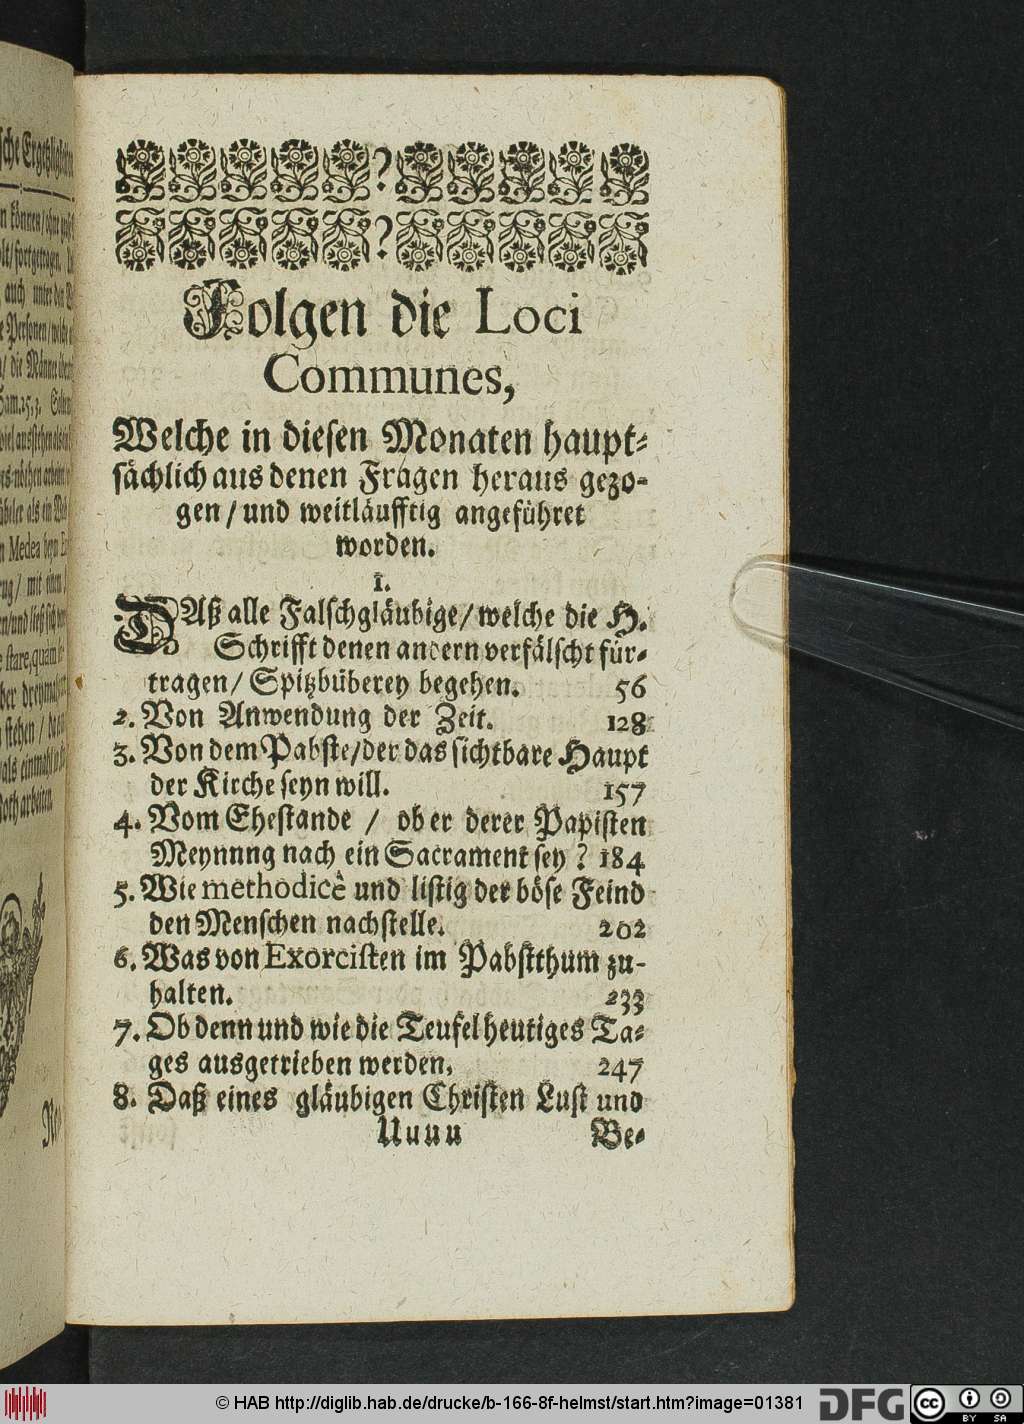 Folgen die Loci
Communes,
Welche in diesen Monaten haupt-
sächlich aus denen Fragen heraus gezo-
gen / und weitläufftig angeführet
worden.
1.
DAß alle Falschgläubige / welche die H.
Schrifft denen andern verfälscht für-
tragen / Spitzbüberey begehen. 56
2. Von Anwendung der Zeit. 128
3. Von dem Pabste / der das sichtbare Haupt
der Kirche seyn will. 157
4. Vom Ehestande / ob er derer Papisten
Meynnng nach ein Sacrament sey ? 184
5. Wie methodicè und listig der böse Feind
den Menschen nachstelle. 202
6. Was von Exorcisten im Pabstthum zu-
halten. 233
7. Ob denn und wie die Teufel heutiges Ta-
ges ausgetrieben werden. 247
8. Daß eines gläubigen Christen Lust und
Uuuu Be-
© HAB http://diglib.hab.de/drucke/b-166-8f-helmst/start.htm?image=01381
DFG
cc BY SA